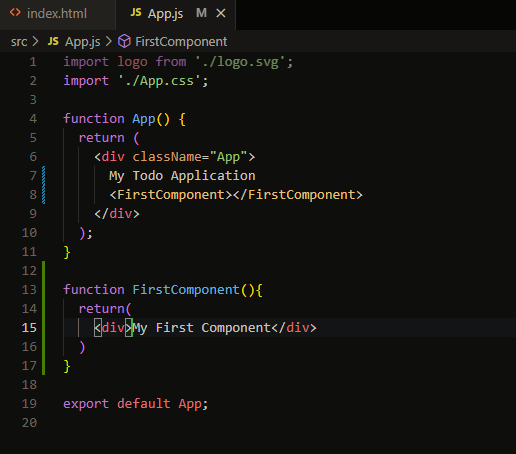 index.html
JS App.js M ×
src > JS App.js > FirstComponent
1 import logo from './logo.svg';
2 import './App.css';
3
4 function App() {
5 return (
6 <div className="App">
7 My Todo Application
8 <FirstComponent></FirstComponent>
9 </div>
10 );
11 }
12
13 function FirstComponent(){
14 return(
15 <div>My First Component</div>
16 )
17 }
18
19 export default App;
20